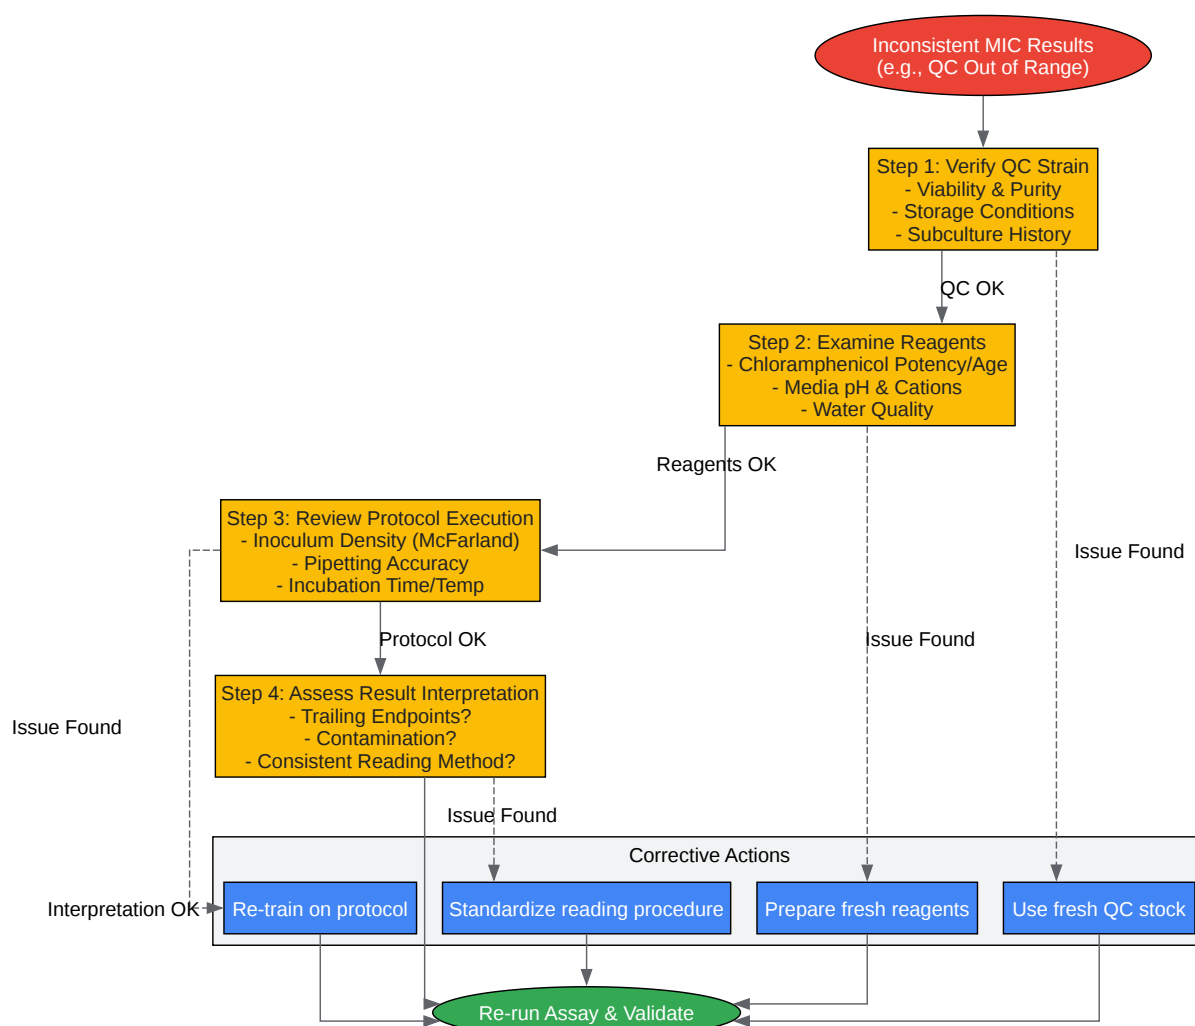 Inconsistent MIC Results
(e.g., QC Out of Range)
Step 1: Verify QC Strain
- Viability & Purity
- Storage Conditions
- Subculture History
QC OK
Step 2: Examine Reagents
- Chloramphenicol Potency/Age
- Media pH & Cations
- Water Quality
Reagents OK
Step 3: Review Protocol Execution
- Inoculum Density (McFarland)
- Pipetting Accuracy
- Incubation Time/Temp
Issue Found
Protocol OK
Issue Found
Step 4: Assess Result Interpretation
- Trailing Endpoints?
- Contamination?
- Consistent Reading Method?
Issue Found
Issue Found
Corrective Actions
Interpretation OK
Re-train on protocol
Standardize reading procedure
Prepare fresh reagents
Use fresh QC stock
Re-run Assay & Validate